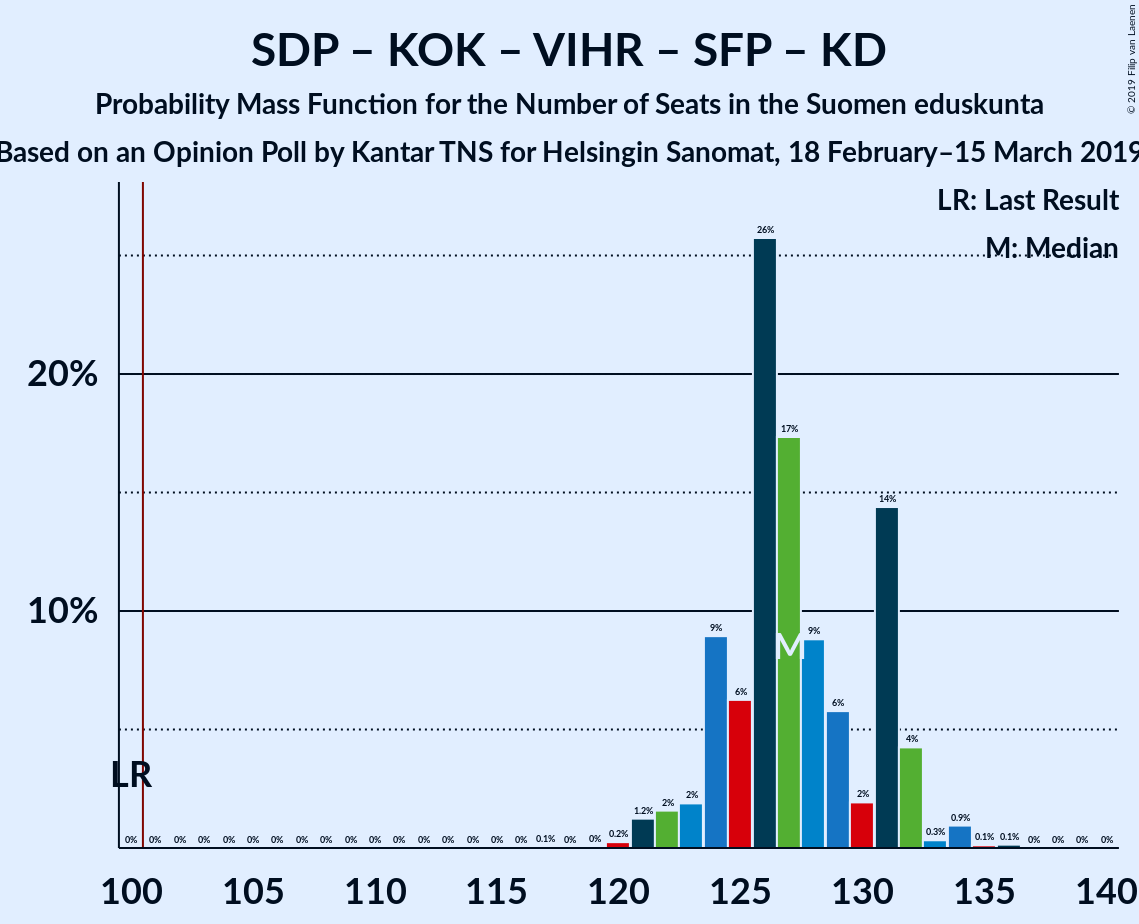 SDP – KOK – VIHR – SFP – KD
Probability Mass Function for the Number of Seats in the Suomen eduskunta
Based on an Opinion Poll by Kantar TNS for Helsingin Sanomat, 18 February–15 March 2019
© 2019 Filip van Laenen
LR: Last Result
M: Median
20%
10%
LR
M
0% 0% 0% 0% 0% 0% 0% 0% 0% 0% 0% 0% 0% 0% 0% 0% 0% 0.1% 0% 0% 0.2% 1.2% 2% 2% 9% 6% 26% 17% 9% 6% 2% 14% 4% 0.3% 0.9% 0.1% 0.1% 0% 0% 0% 0%
100 105 110 115 120 125 130 135 140